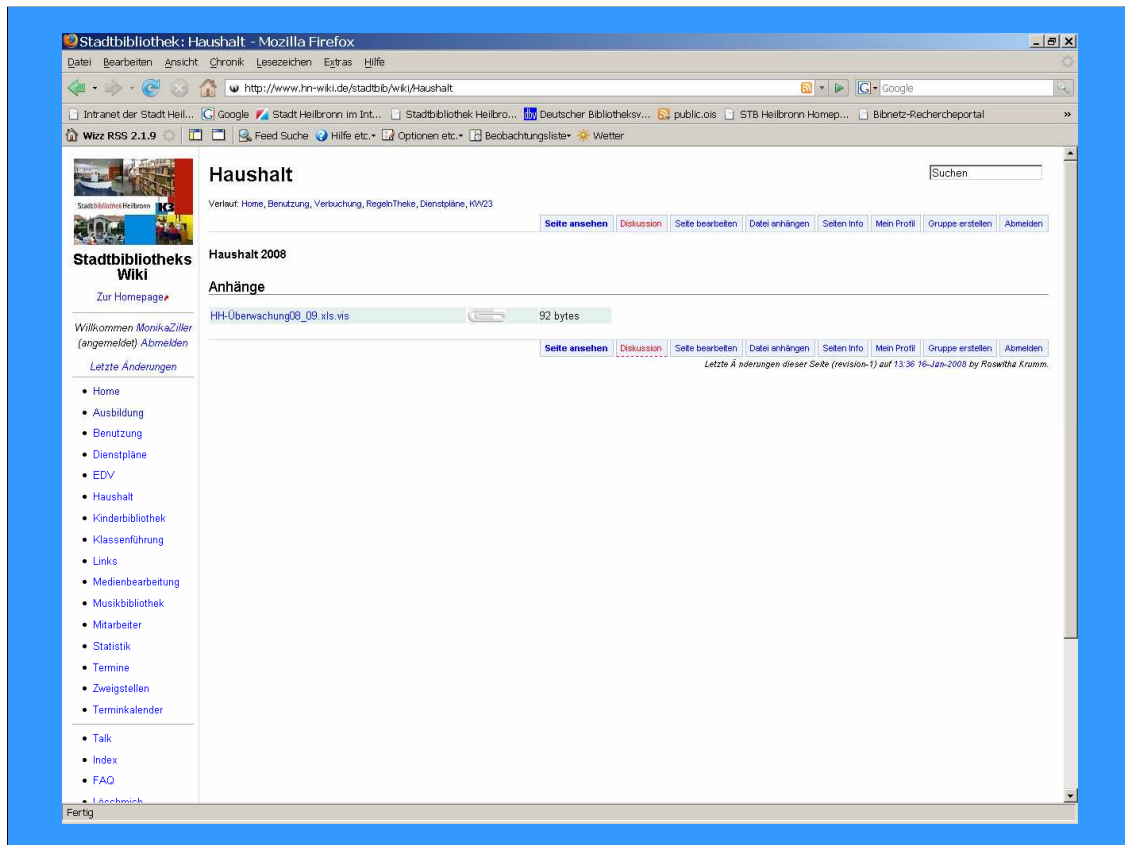 Stadtbibliothek: Haushalt - Mozilla Firefox
Datei Bearbeiten Ansicht Chronik Lesezeichen Extras Hilfe
http://www.hn-wiki.de/stadtbib/wiki/Haushalt
Google
Intranet der Stadt Heil... Google Stadt Heilbronn im Int... Stadtbibliothek Heilbro... Deutscher Bibliotheksv... public.ois STB Heilbronn Homep... Bibnetz-Rechercheportal »
Wizz RSS 2.1.9 Feed Suche Hilfe etc. Optionen etc. Beobachtungsliste Wetter
Stadtbibliothek Heilbronn K3
Stadtbibliotheks
Wiki
Zur Homepage
Willkommen MonikaZiller
(angemeldet) Abmelden
Letzte Änderungen
Home
Ausbildung
Benutzung
Dienstpläne
EDV
Haushalt
Kinderbibliothek
Klassenführung
Links
Medienbearbeitung
Musikbibliothek
Mitarbeiter
Statistik
Termine
Zweigstellen
Terminkalender
Talk
Index
FAQ
Löschmich
Haushalt
Suchen
Verlauf: Home, Benutzung, Verbuchung, RegelnTheke, Dienstpläne, KW23
Seite ansehen Diskussion Seite bearbeiten Datei anhängen Seiten Info Mein Profil Gruppe erstellen Abmelden
Haushalt 2008
Anhänge
HH-Überwachung08_09.xls.vis 92 bytes
Seite ansehen Diskussion Seite bearbeiten Datei anhängen Seiten Info Mein Profil Gruppe erstellen Abmelden
Letzte Ä nderungen dieser Seite (revision-1) auf 13:36 16-Jan-2008 by Roswitha Krumm.
Fertig